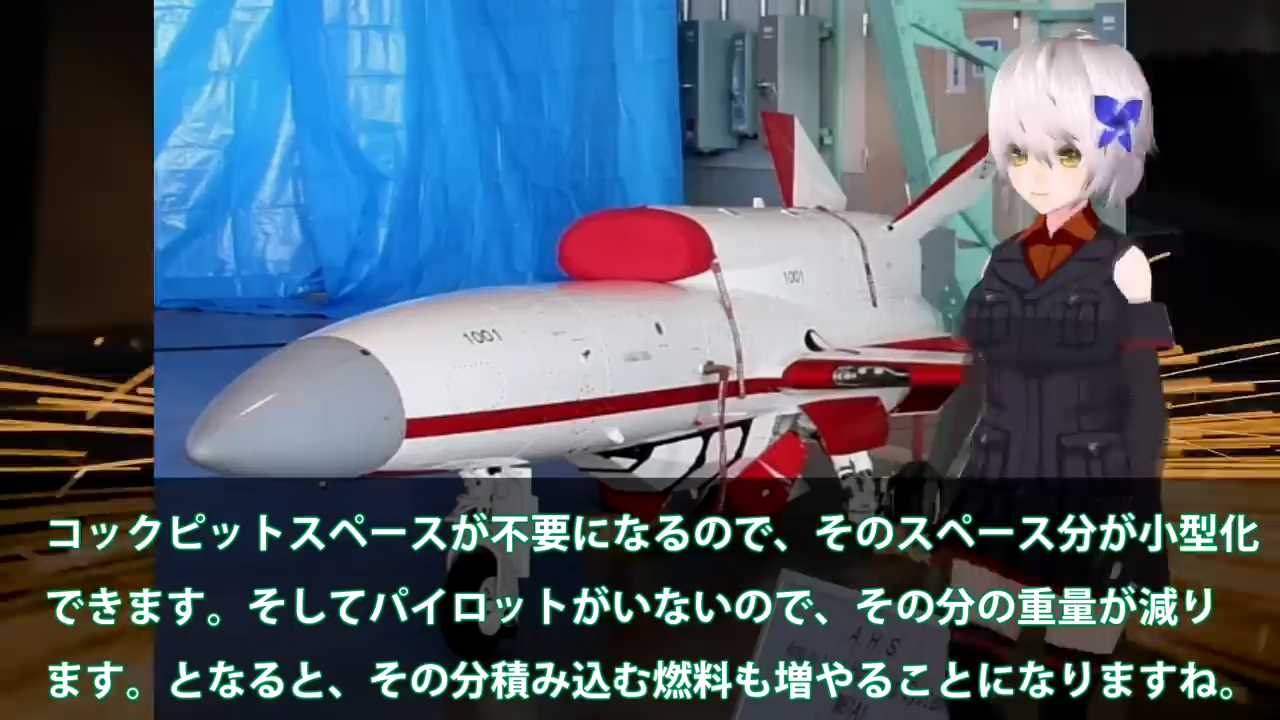 1001
1001
コックピットスペースが不要になるので、そのスペース分が小型化
できます。そしてパイロットがいないので、その分の重量が減り
ます。となると、その分積み込む燃料も増やることになりますね。
A.H.S